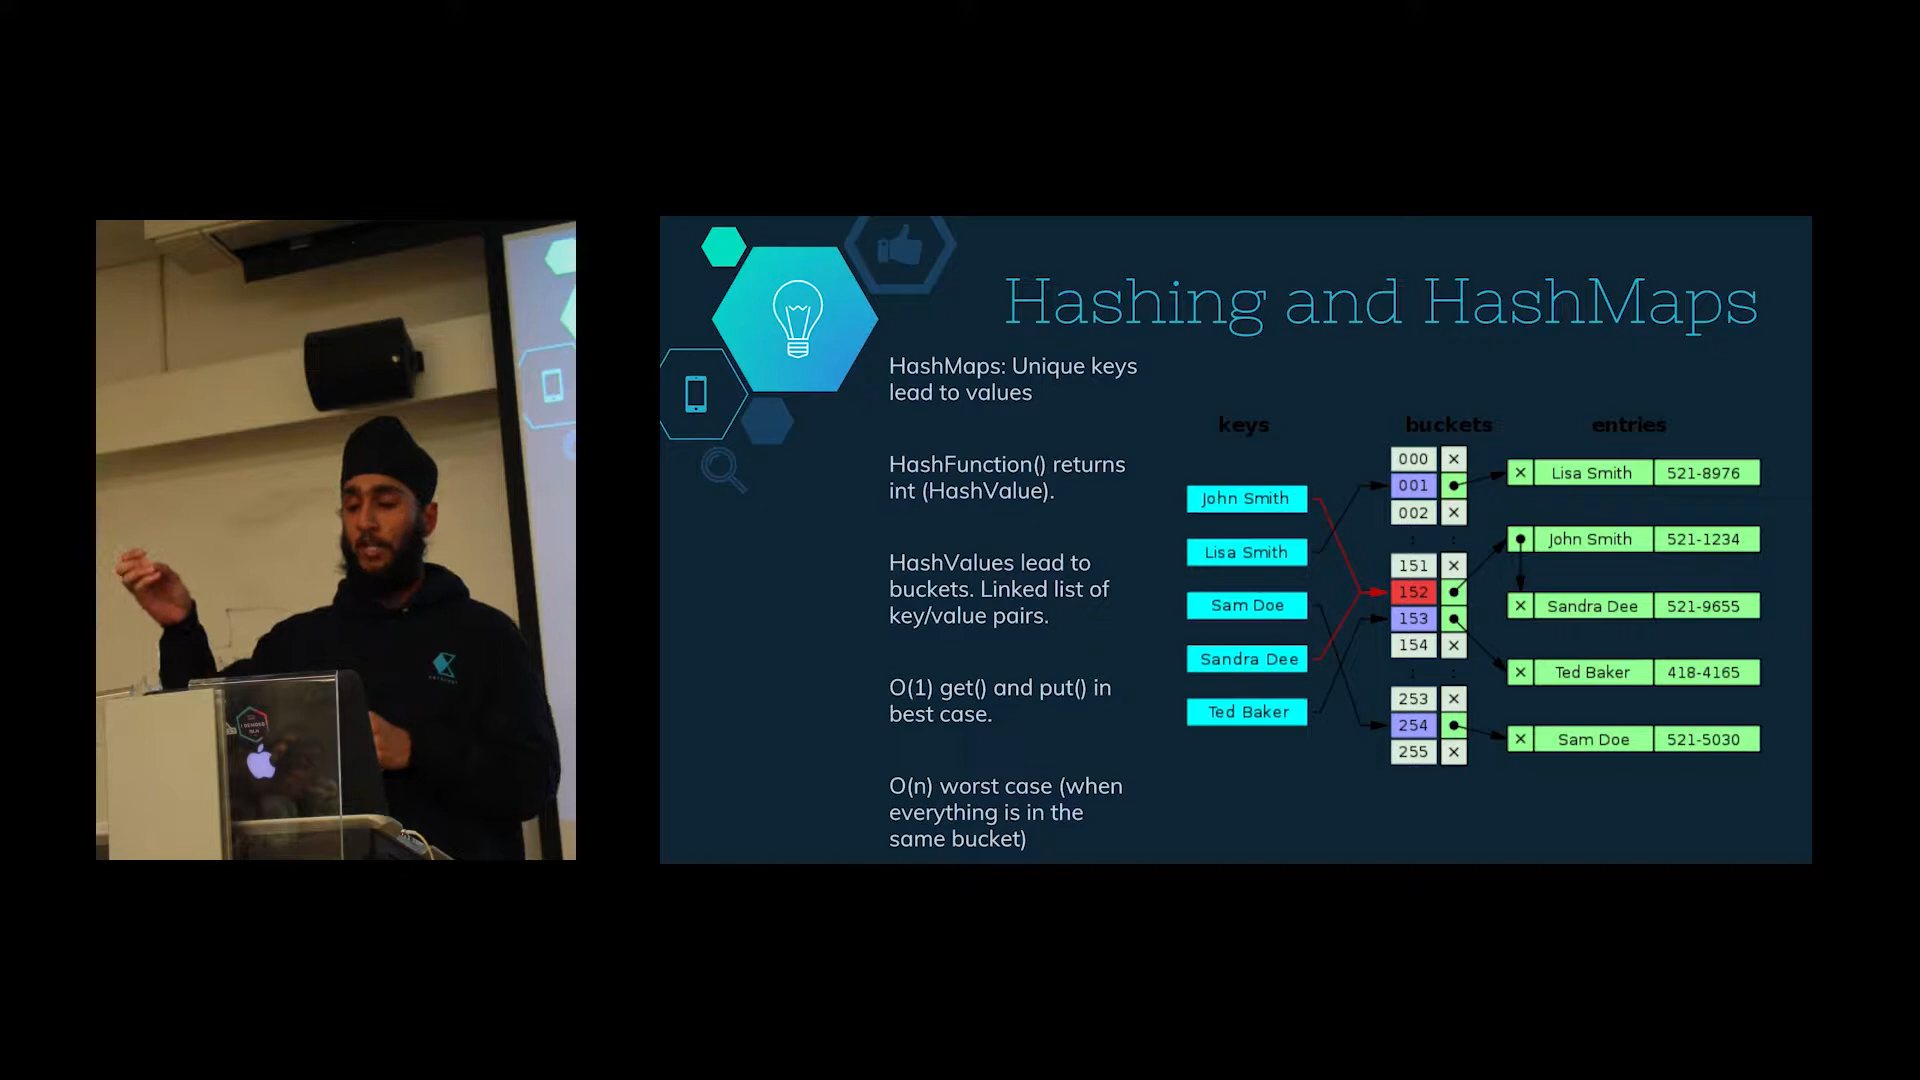 Hashing and HashMaps
HashMaps: Unique keys
lead to values
HashFunction() returns
int (HashValue).
HashValues lead to
buckets. Linked list of
key/value pairs.
O(1) get() and put() in
best case.
O(n) worst case (when
everything is in the
same bucket)
keys
John Smith
Lisa Smith
Sam Doe
Sandra Dee
Ted Baker
buckets
000 ×
001
002 ×
: :
151 ×
152
153
154 ×
: :
253 ×
254
255 ×
entries
× Lisa Smith 521-8976
John Smith 521-1234
× Sandra Dee 521-9655
× Ted Baker 418-4165
× Sam Doe 521-5030